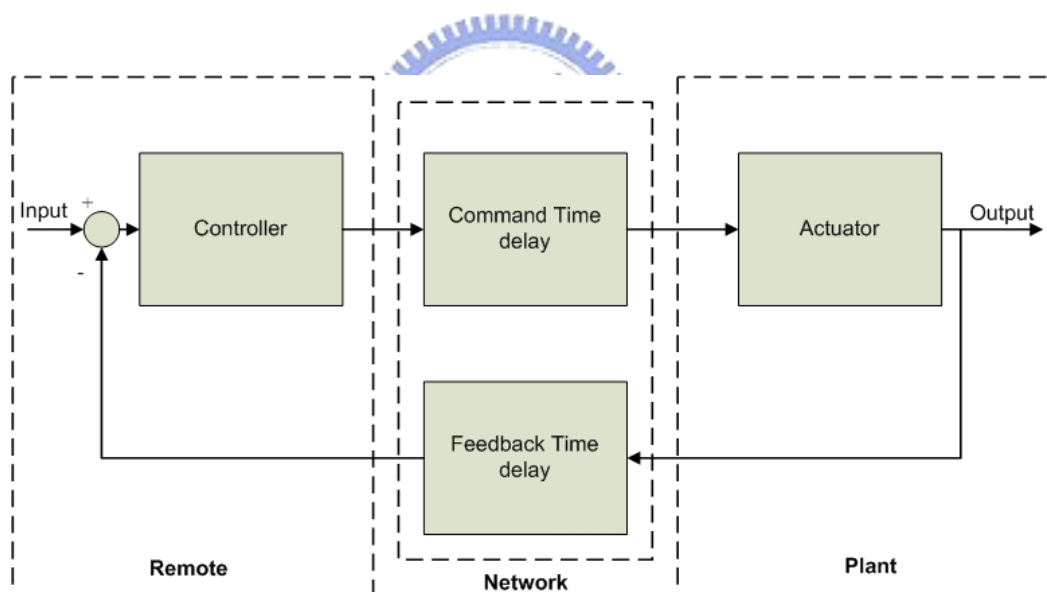 Input
+
-
Controller
Command Time
delay
Actuator
Output
Feedback Time
delay
Remote
Network
Plant